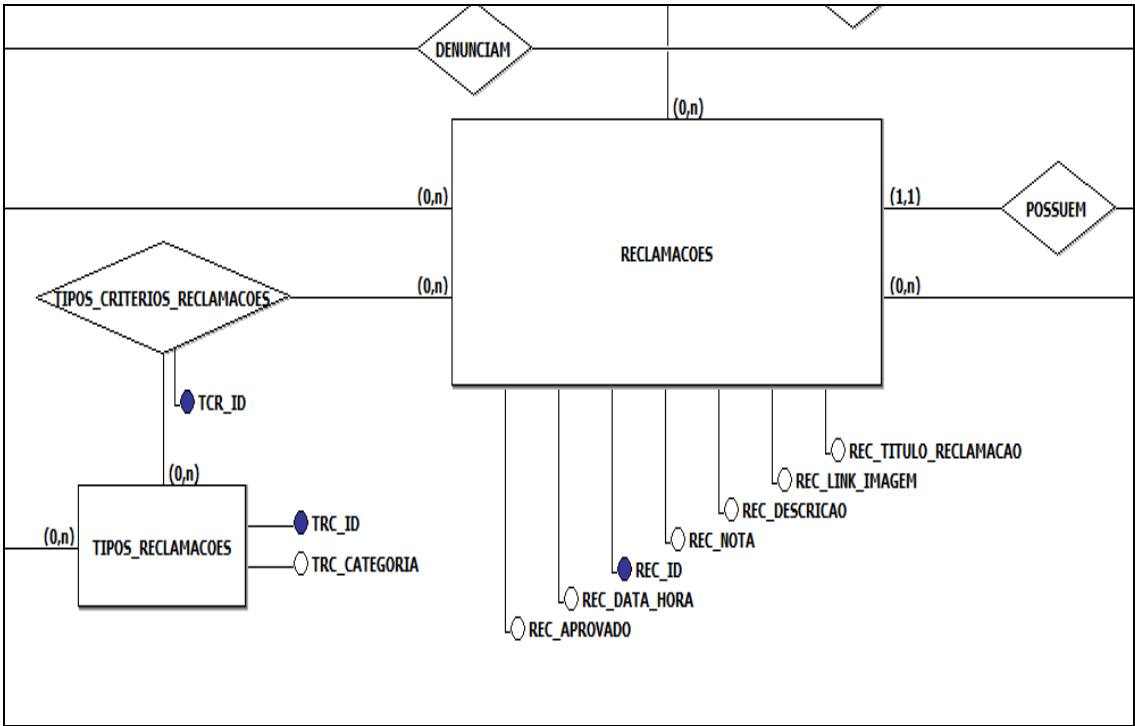 DENUNCIAM
(0,n)
(0,n)
(1,1)
POSSUEM
RECLAMACOES
(0,n)
(0,n)
TIPOS_CRITERIOS_RECLAMACOES
TCR_ID
(0,n)
(0,n)
TIPOS_RECLAMACOES
TRC_ID
TRC_CATEGORIA
REC_TITULO_RECLAMACAO
REC_LINK_IMAGEM
REC_DESCRICAO
REC_NOTA
REC_ID
REC_DATA_HORA
REC_APROVADO